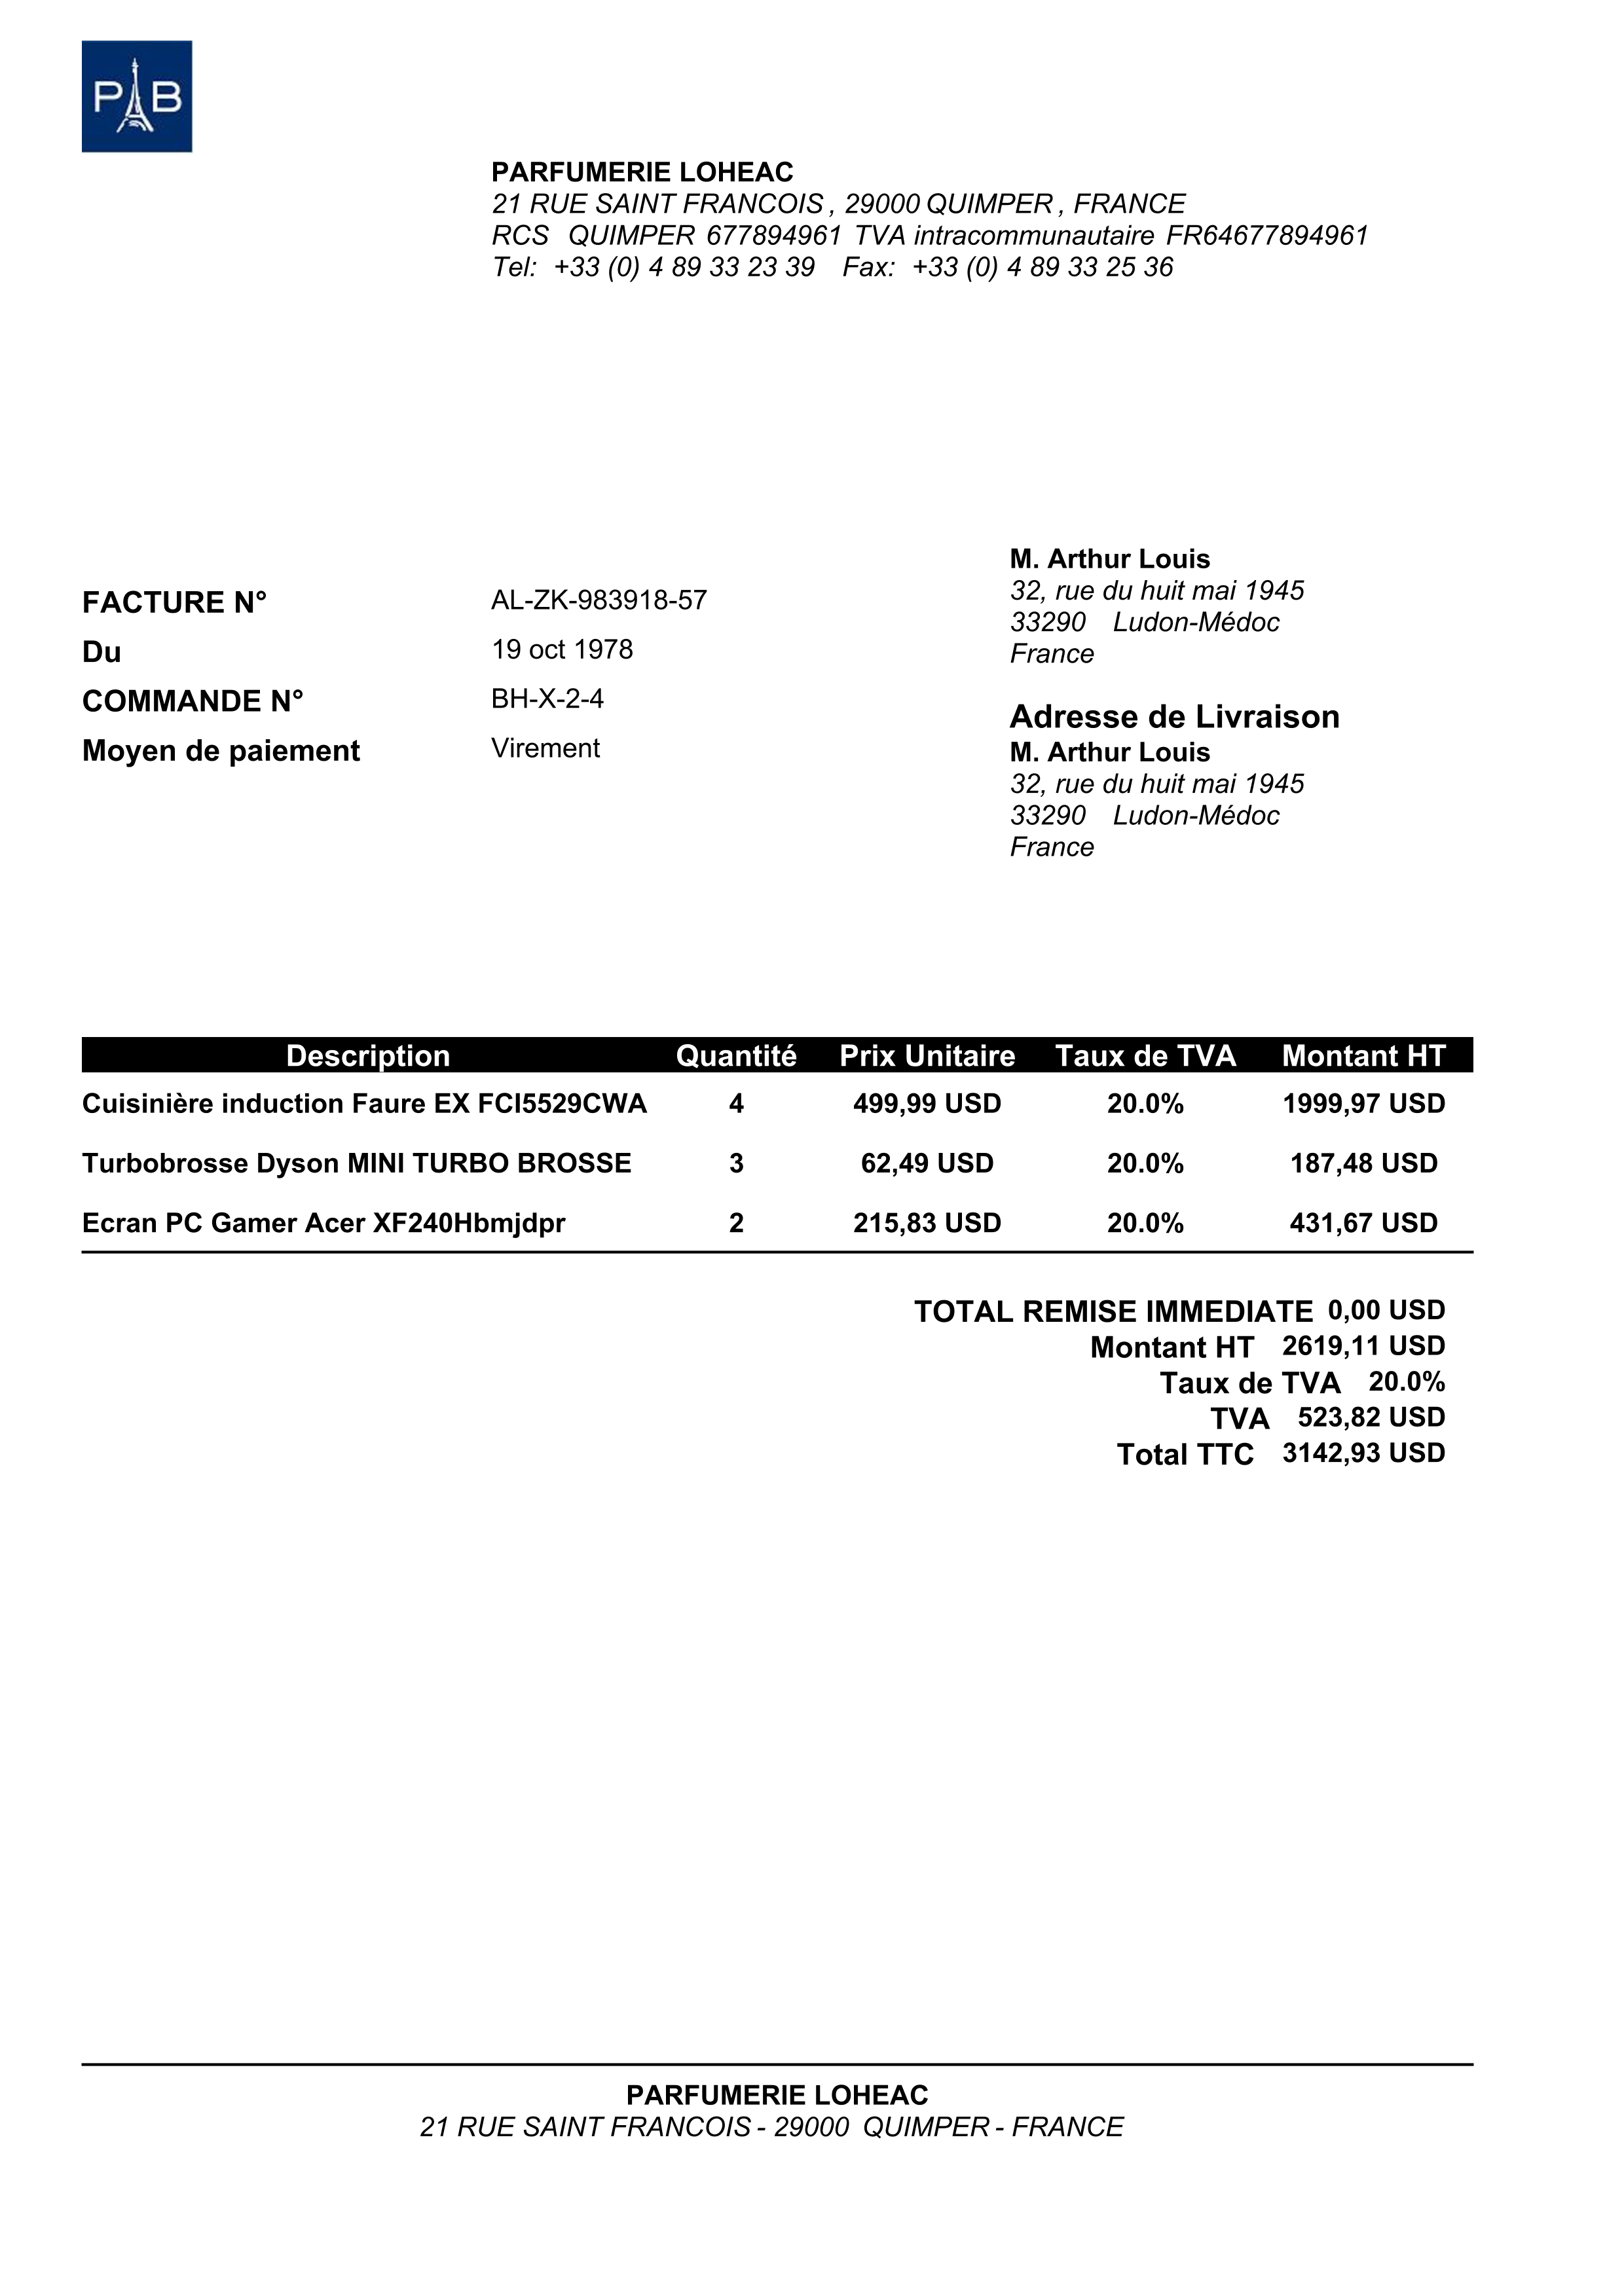 PAB
PARFUMERIE LOHEAC
21 RUE SAINT FRANCOIS , 29000 QUIMPER , FRANCE
RCS QUIMPER 677894961 TVA intracommunautaire FR64677894961
Tel: +33 (0) 4 89 33 23 39 Fax: +33 (0) 4 89 33 25 36
FACTURE N° AL-ZK-983918-57
Du 19 oct 1978
COMMANDE N° BH-X-2-4
Moyen de paiement Virement
M. Arthur Louis
32, rue du huit mai 1945
33290 Ludon-Médoc
France
Adresse de Livraison
M. Arthur Louis
32, rue du huit mai 1945
33290 Ludon-Médoc
France
Description Quantité Prix Unitaire Taux de TVA Montant HT
Cuisinière induction Faure EX FCI5529CWA 4 499,99 USD 20.0% 1999,97 USD
Turbobrosse Dyson MINI TURBO BROSSE 3 62,49 USD 20.0% 187,48 USD
Ecran PC Gamer Acer XF240Hbmjdpr 2 215,83 USD 20.0% 431,67 USD
TOTAL REMISE IMMEDIATE 0,00 USD
Montant HT 2619,11 USD
Taux de TVA 20.0%
TVA 523,82 USD
Total TTC 3142,93 USD
PARFUMERIE LOHEAC
21 RUE SAINT FRANCOIS - 29000 QUIMPER - FRANCE